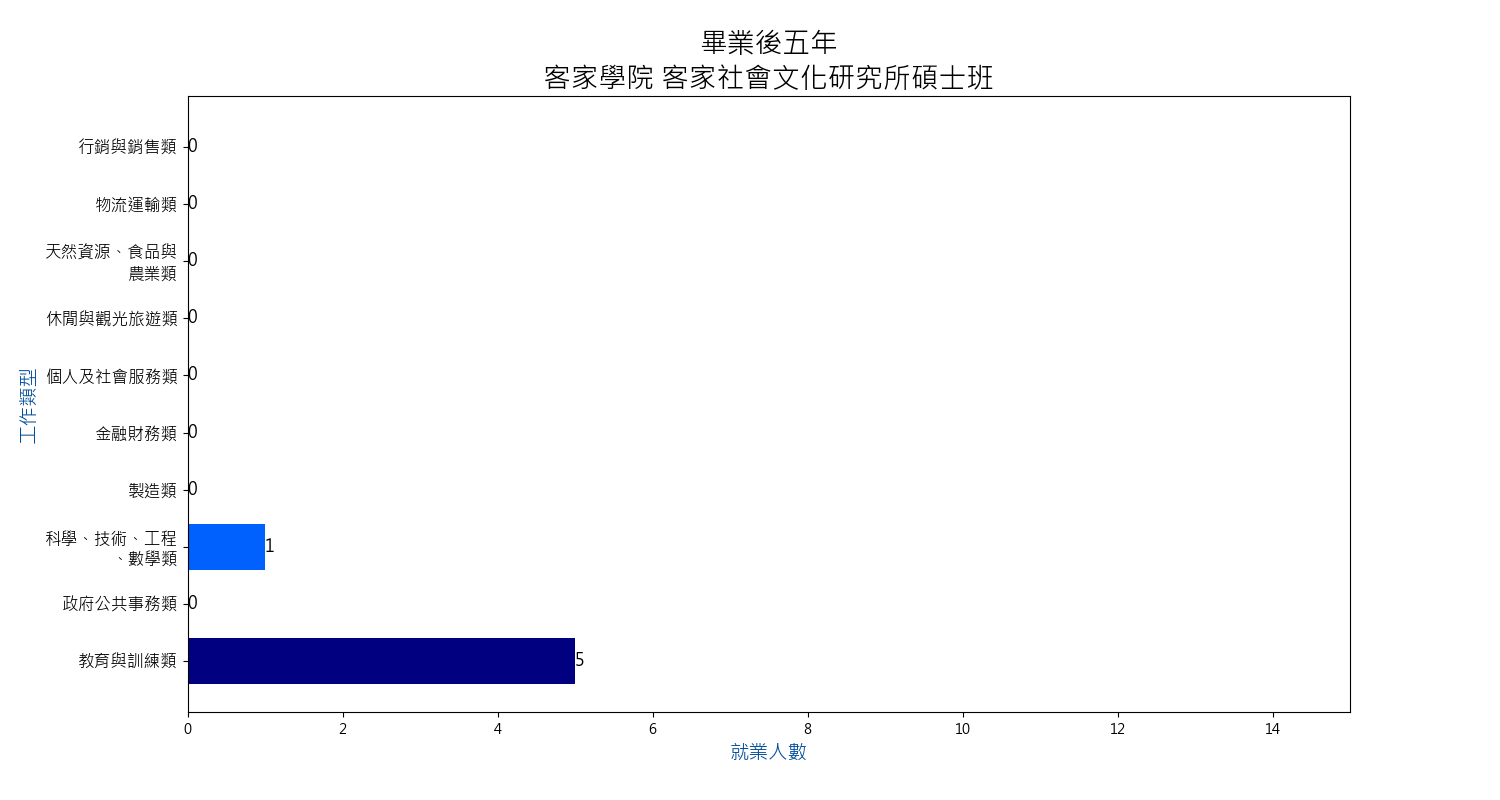 畢業後五年
客家學院 客家社會文化研究所碩士班
工作類型
行銷與銷售類 0
物流運輸類 0
天然資源、食品與
農業類 0
休閒與觀光旅遊類 0
個人及社會服務類 0
金融財務類 0
製造類 0
科學、技術、工程
、數學類 1
政府公共事務類 0
教育與訓練類 5
0 2 4 6 8 10 12 14
就業人數